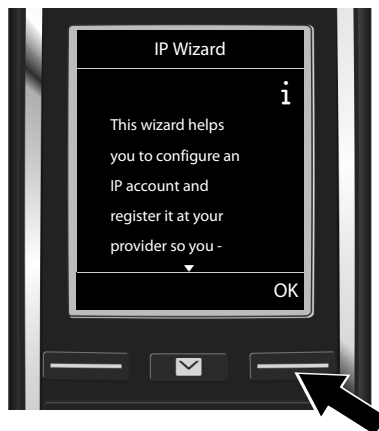 IP Wizard
i
This wizard helps
you to configure an
IP account and
register it at your
provider so you -
OK